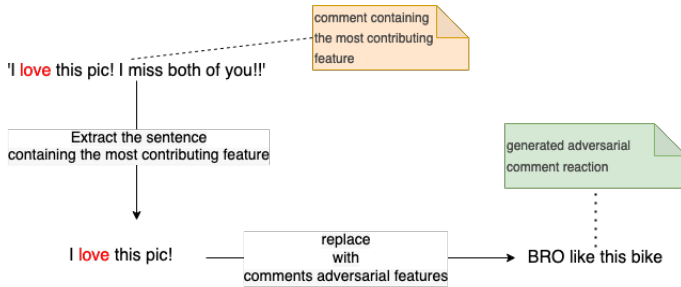 comment containing
the most contributing
feature
'I love this pic! I miss both of you!!'
Extract the sentence
containing the most contributing feature
generated adversarial
comment reaction
I love this pic!
replace
with
comments adversarial features
BRO like this bike